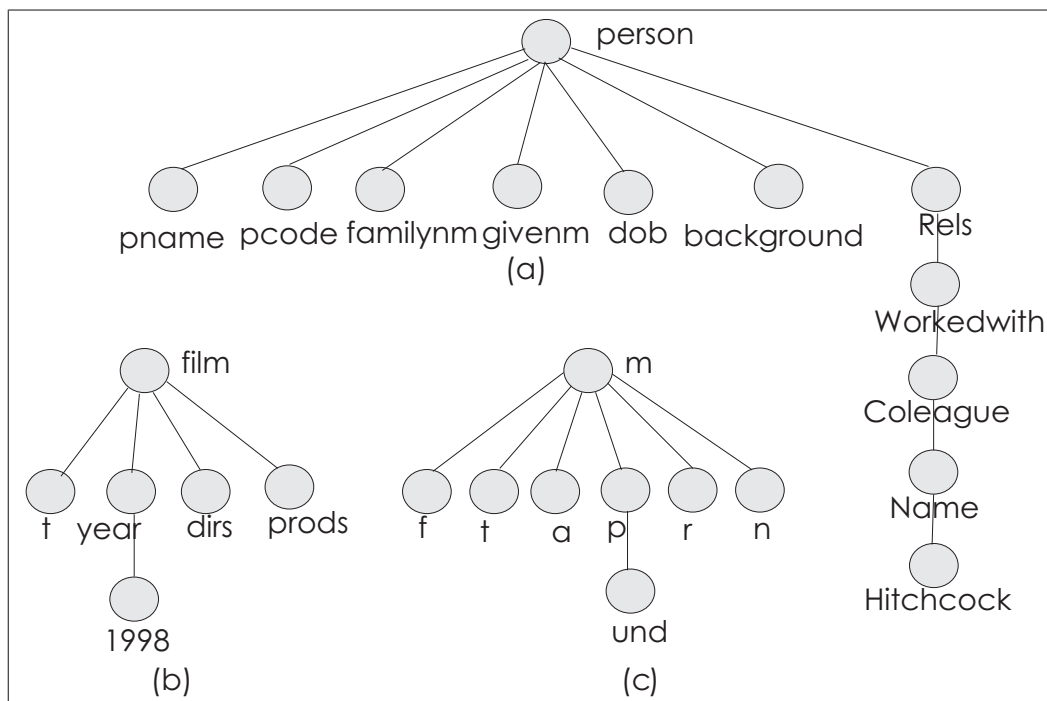 person
pname pcode familynm givenm dob background Rels
(a)
Workedwith
film m
Coleague
t year dirs prods f t a p r n Name
1998 und Hitchcock
(b) (c)